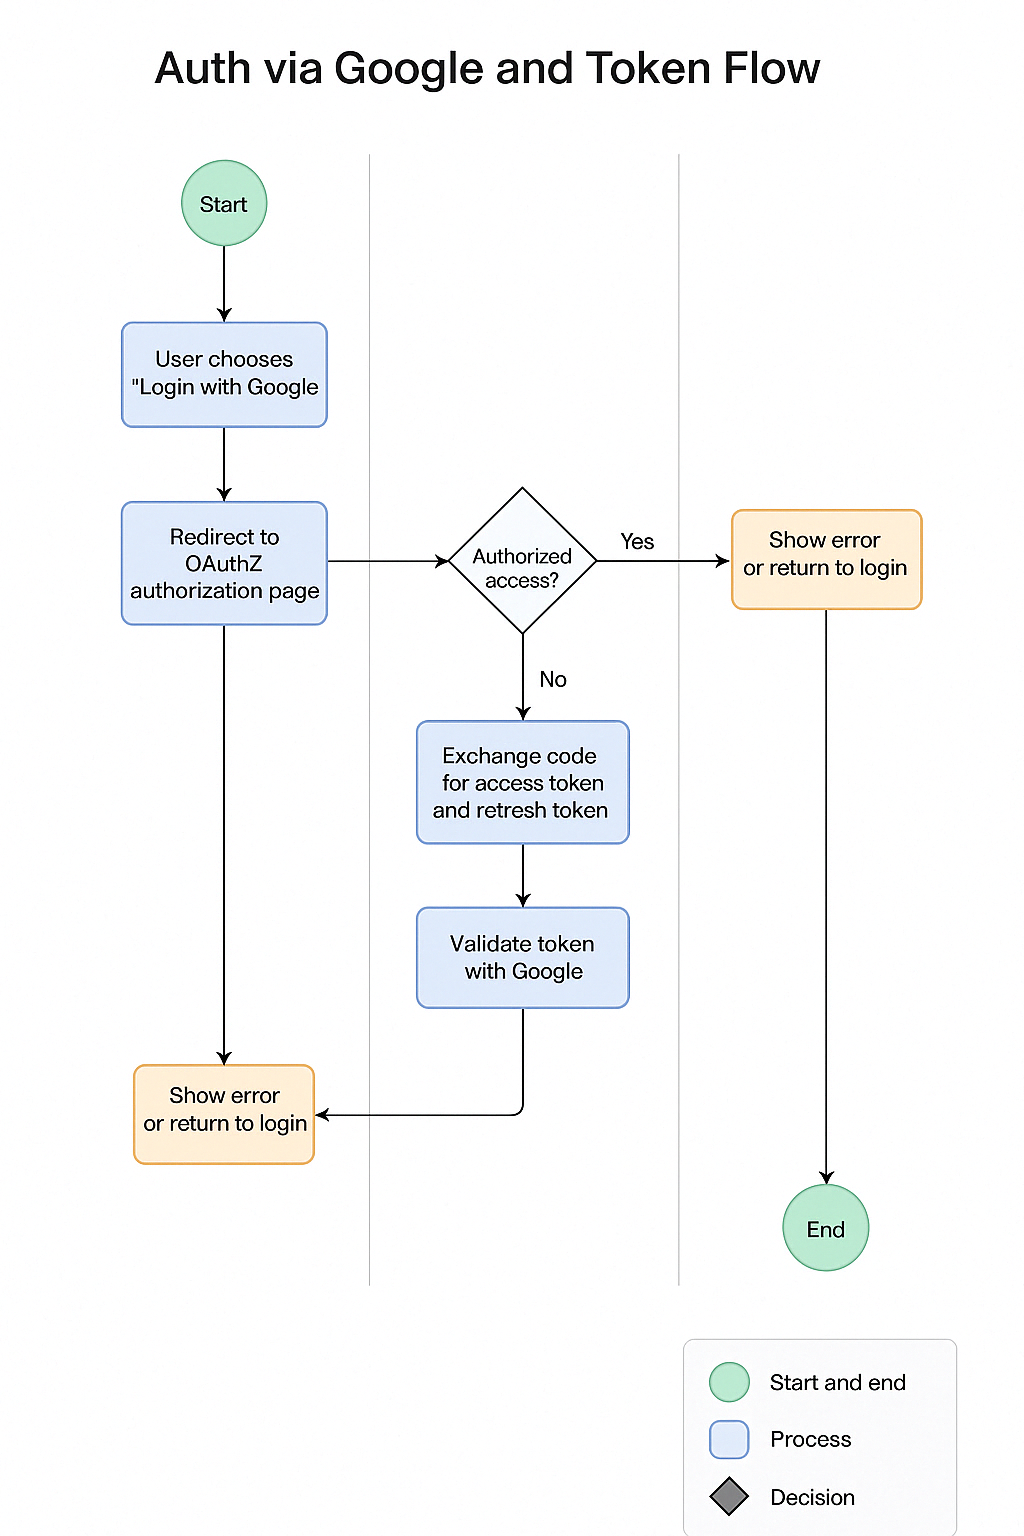 Auth via Google and Token Flow
Start
User chooses
"Login with Google
Redirect to
OAuthZ
authorization page
Authorized
access?
Yes
Show error
or return to login
No
Exchange code
for access token
and retresh token
Validate token
with Google
Show error
or return to login
End
Start and end
Process
Decision